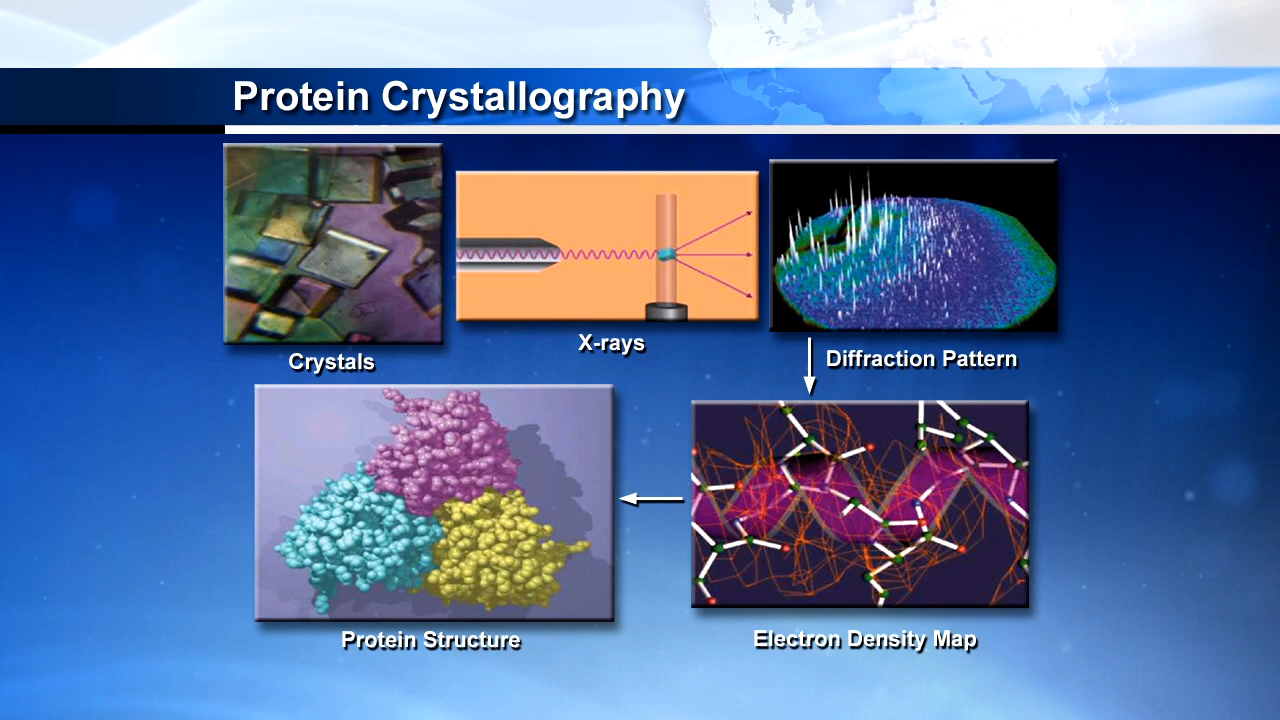 Protein Crystallography
Crystals
X-rays
Diffraction Pattern
Protein Structure
Electron Density Map